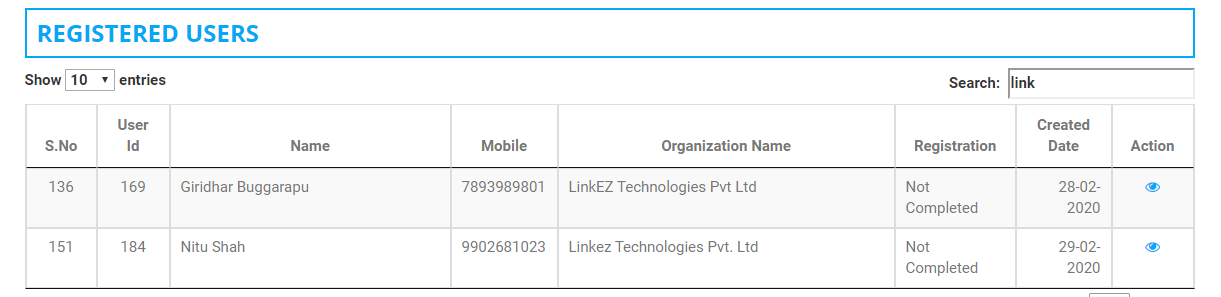 REGISTERED USERS
Show 10 entries
Search: link
S.No User Id Name Mobile Organization Name Registration Created Date Action
136 169 Giridhar Buggarapu 7893989801 LinkEZ Technologies Pvt Ltd Not Completed 28-02-2020
151 184 Nitu Shah 9902681023 Linkez Technologies Pvt. Ltd Not Completed 29-02-2020